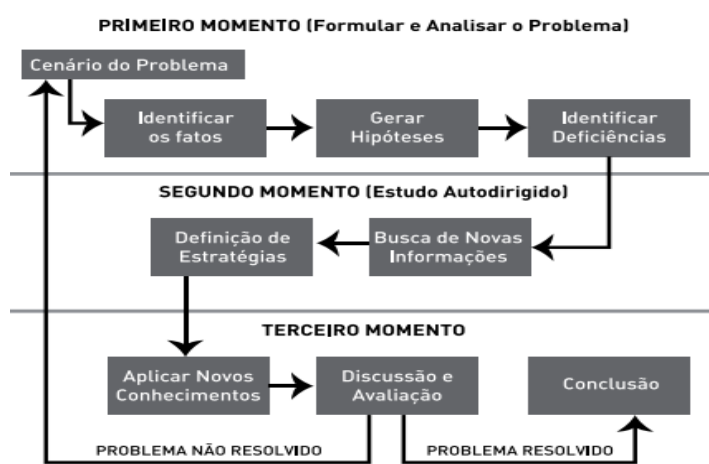 PRIMEIRO MOMENTO (Formular e Analisar o Problema)
Cenário do Problema
Identificar
os fatos
Gerar
Hipóteses
Identificar
Deficiências
SEGUNDO MOMENTO (Estudo Autodirigido)
Definição de
Estratégias
Busca de Novas
Informações
TERCEIRO MOMENTO
Aplicar Novos
Conhecimentos
Discussão e
Avaliação
Conclusão
PROBLEMA NÃO RESOLVIDO
PROBLEMA RESOLVIDO